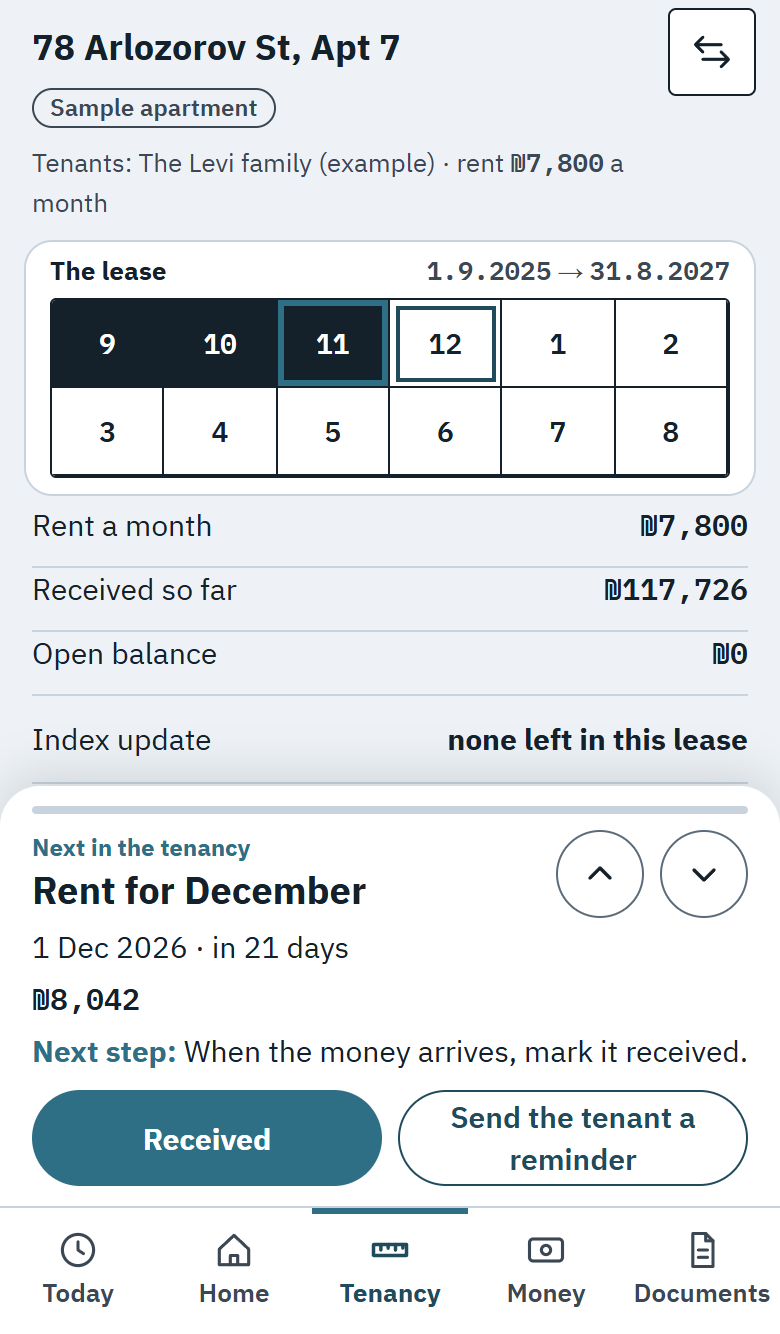 78 Arlozorov St, Apt 7
Sample apartment
Tenants: The Levi family (example) · rent ₪7,800 a
month
The lease 1.9.2025 → 31.8.2027
9 10 11 12 1 2
3 4 5 6 7 8
Rent a month ₪7,800
Received so far ₪117,726
Open balance ₪0
Index update none left in this lease
Next in the tenancy
Rent for December
1 Dec 2026 · in 21 days
₪8,042
Next step: When the money arrives, mark it received.
Received
Send the tenant a
reminder
Today Home Tenancy Money Documents